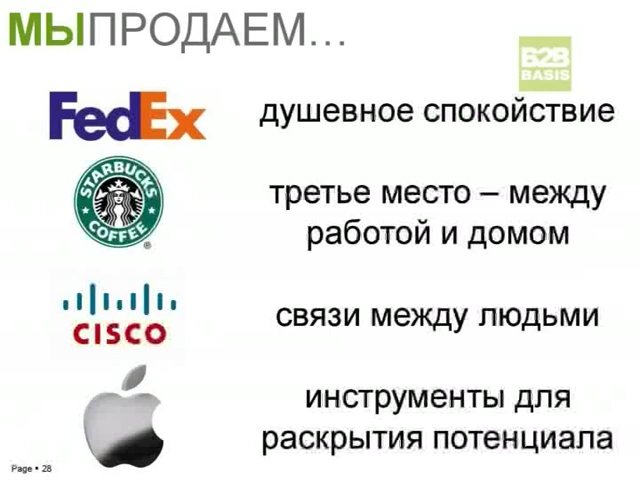 МЫПРОДАЕМ...
B2B
BASIS
FedEx
душевное спокойствие
STARBUCKS
COFFEE
®
третье место – между
работой и домом
CISCO
связи между людьми
инструменты для
раскрытия потенциала
Page ▪ 28